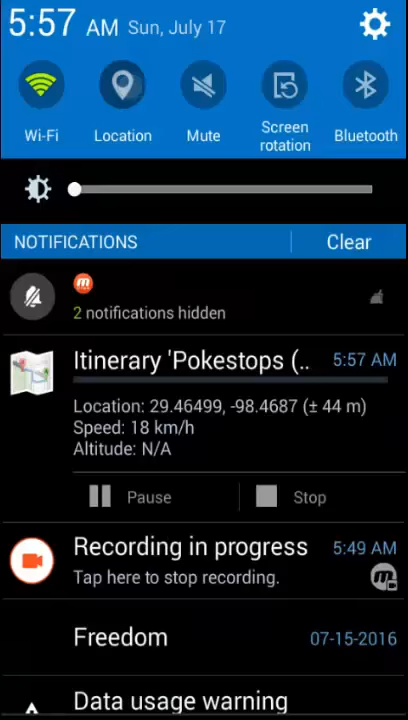 5:57 AM Sun, July 17
Wi-Fi
Location
Mute
Screen
rotation
Bluetooth
NOTIFICATIONS
Clear
2 notifications hidden
Itinerary 'Pokestops (..
5:57 AM
Location: 29.46499, -98.4687 (± 44 m)
Speed: 18 km/h
Altitude: N/A
Pause
Stop
Recording in progress
5:49 AM
Tap here to stop recording.
Freedom
07-15-2016
Data usage warning